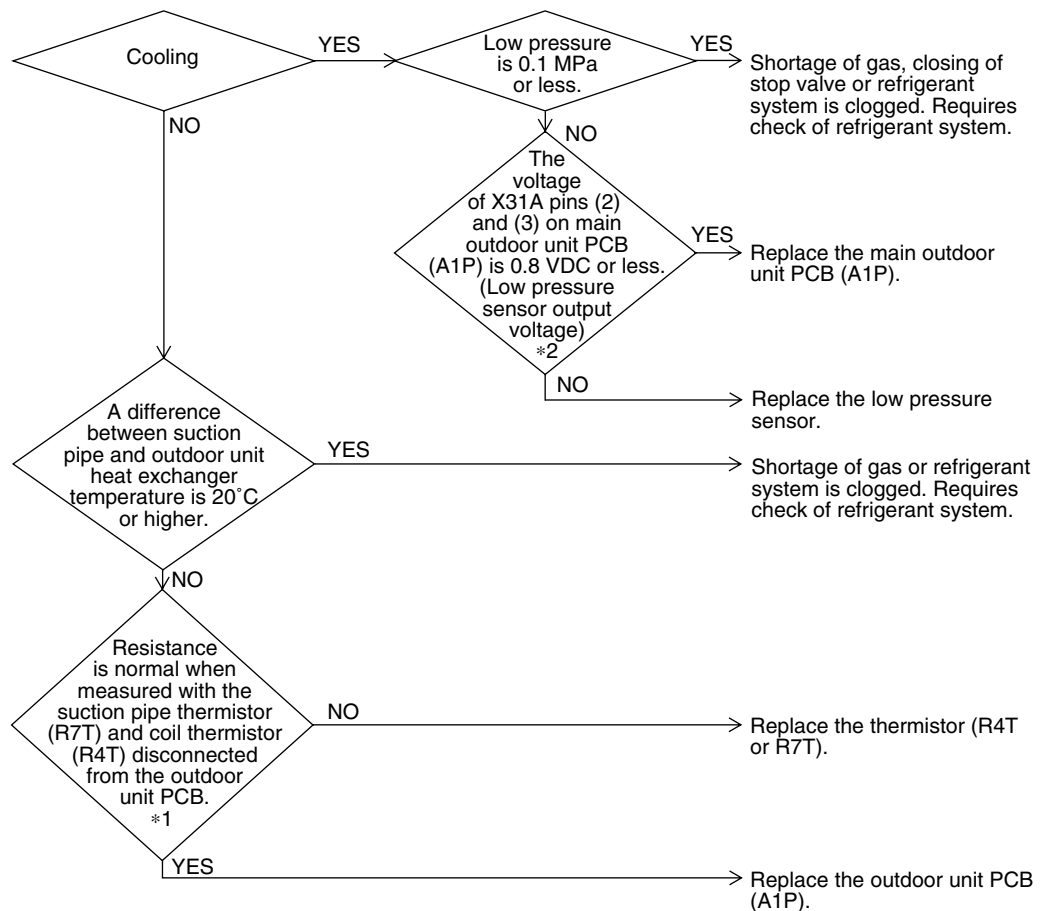 Cooling
YES
Low pressure
is 0.1 MPa
or less.
YES
Shortage of gas, closing of
stop valve or refrigerant
system is clogged. Requires
check of refrigerant system.
NO
NO
The
voltage
of X31A pins (2)
and (3) on main
outdoor unit PCB
(A1P) is 0.8 VDC or less.
(Low pressure
sensor output
voltage)
*2
YES
Replace the main outdoor
unit PCB (A1P).
NO
Replace the low pressure
sensor.
A difference
between suction
pipe and outdoor unit
heat exchanger
temperature is 20˚C
or higher.
YES
Shortage of gas or refrigerant
system is clogged. Requires
check of refrigerant system.
NO
Resistance
is normal when
measured with the
suction pipe thermistor
(R7T) and coil thermistor
(R4T) disconnected
from the outdoor
unit PCB.
*1
NO
Replace the thermistor (R4T
or R7T).
YES
Replace the outdoor unit PCB
(A1P).